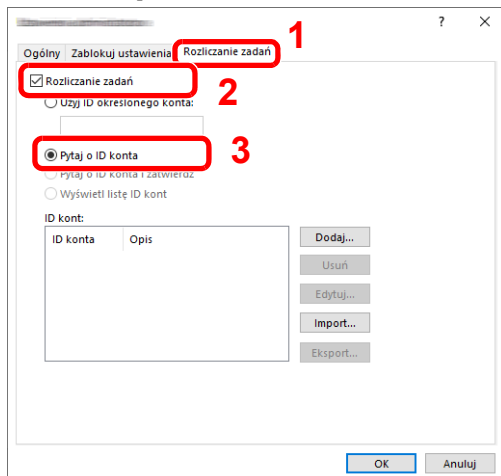 ? ×
1
Ogólny Zablokuj ustawienia Rozliczanie zadań
Rozliczanie zadań
2
Użyj ID określonego konta:
Pytaj o ID konta
3
Pytaj o ID konta i zatwierdź
Wyświetl listę ID kont
ID kont:
ID konta Opis
Dodaj...
Usuń
Edytuj...
Import...
Eksport...
OK Anuluj